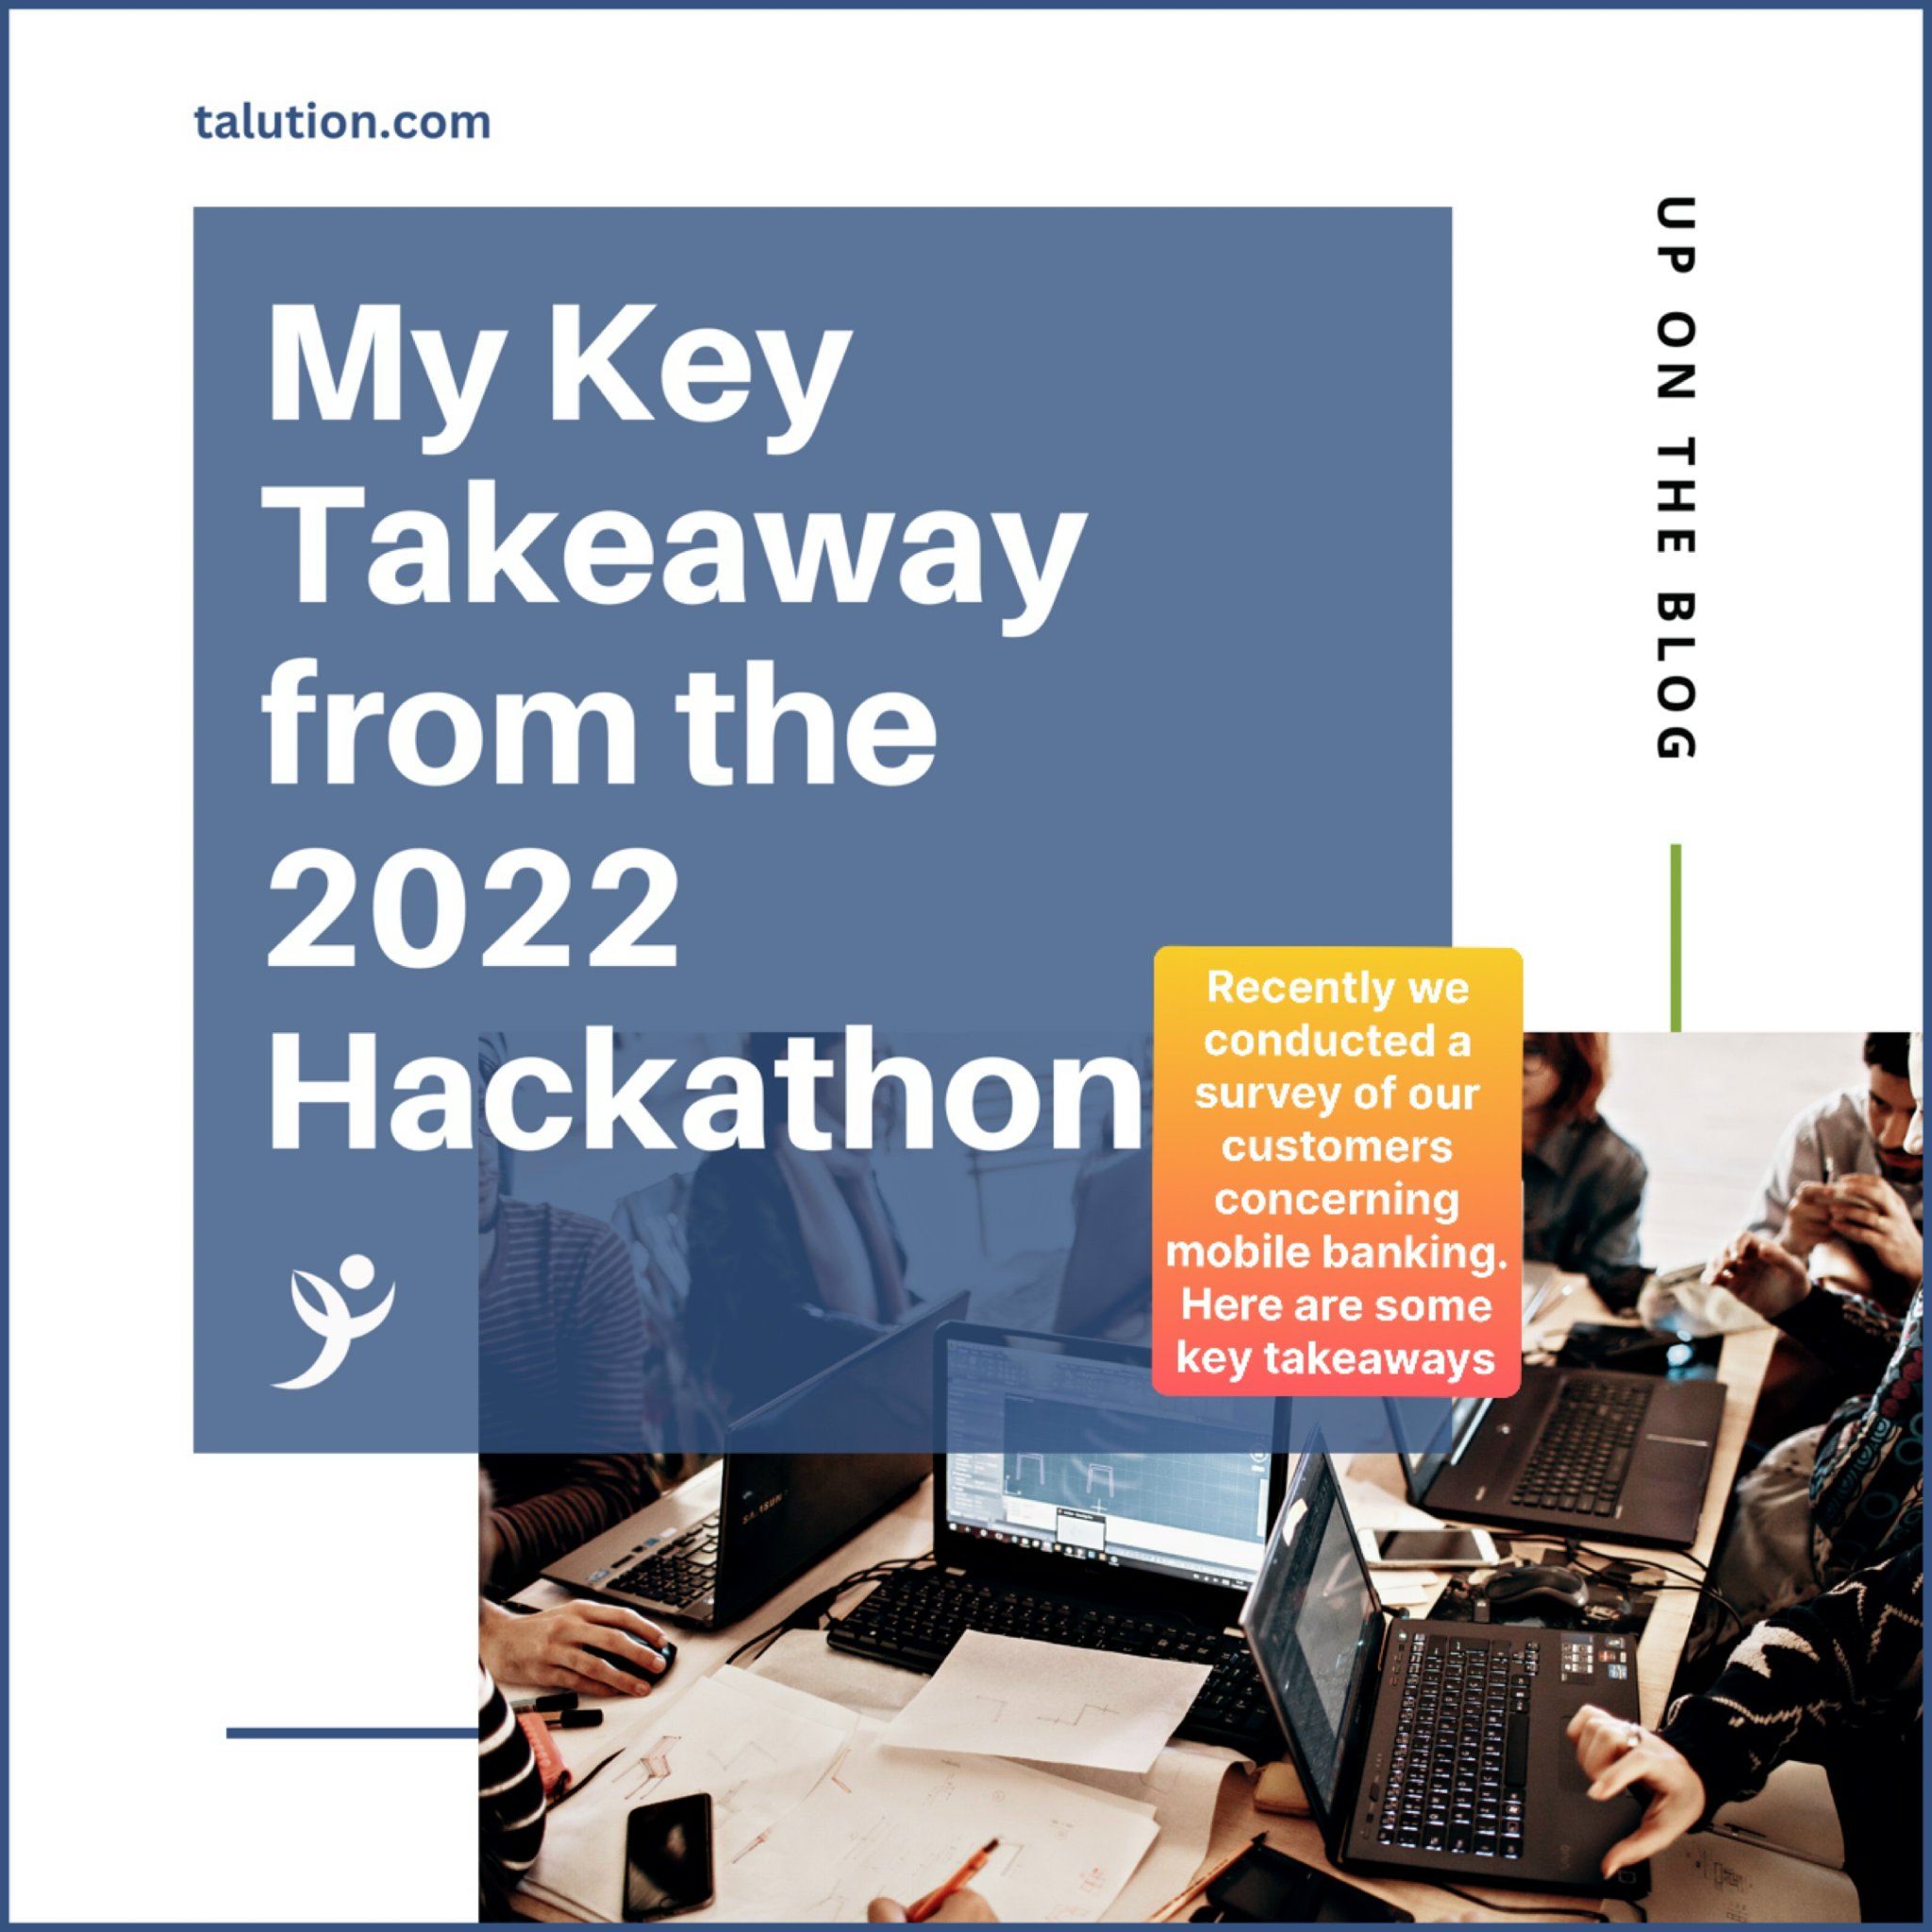 talution.com
My Key
Takeaway
from the
2022
Hackathon
UP ON THE BLOG
Recently we
conducted a
survey of our
customers
concerning
mobile banking.
Here are some
key takeaways
SAMSUNG